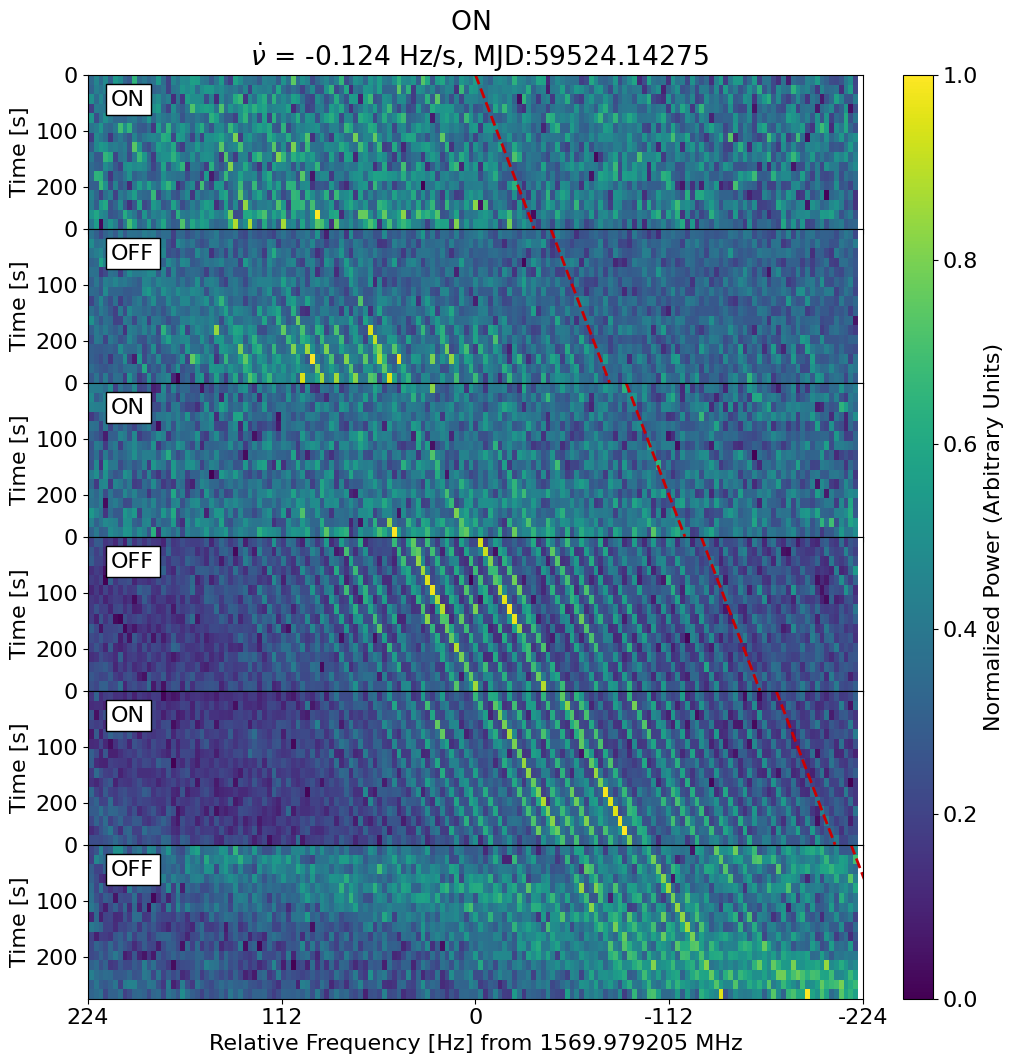 ON
ν̇ = -0.124 Hz/s, MJD:59524.14275
0
ON
100
200
Time [s]
0
OFF
100
200
Time [s]
0
ON
100
200
Time [s]
0
OFF
100
200
Time [s]
0
ON
100
200
Time [s]
0
OFF
100
200
Time [s]
224 112 0 -112 -224
Relative Frequency [Hz] from 1569.979205 MHz
1.0
0.8
0.6
0.4
0.2
0.0
Normalized Power (Arbitrary Units)